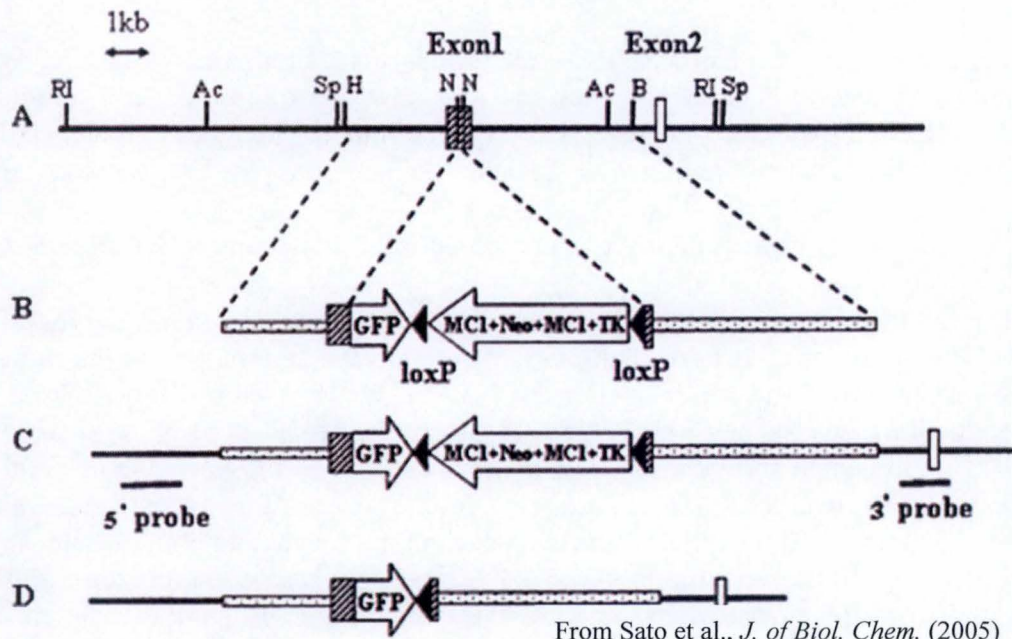 1kb
Exon1 Exon2
RI Ac Sp H N N Ac B RI Sp
A
B
GFP MC1+Neo+MC1+TK
loxP loxP
C
GFP MC1+Neo+MC1+TK
5' probe 3' probe
D
GFP
From Sato et al., J. of Biol. Chem. (2005)